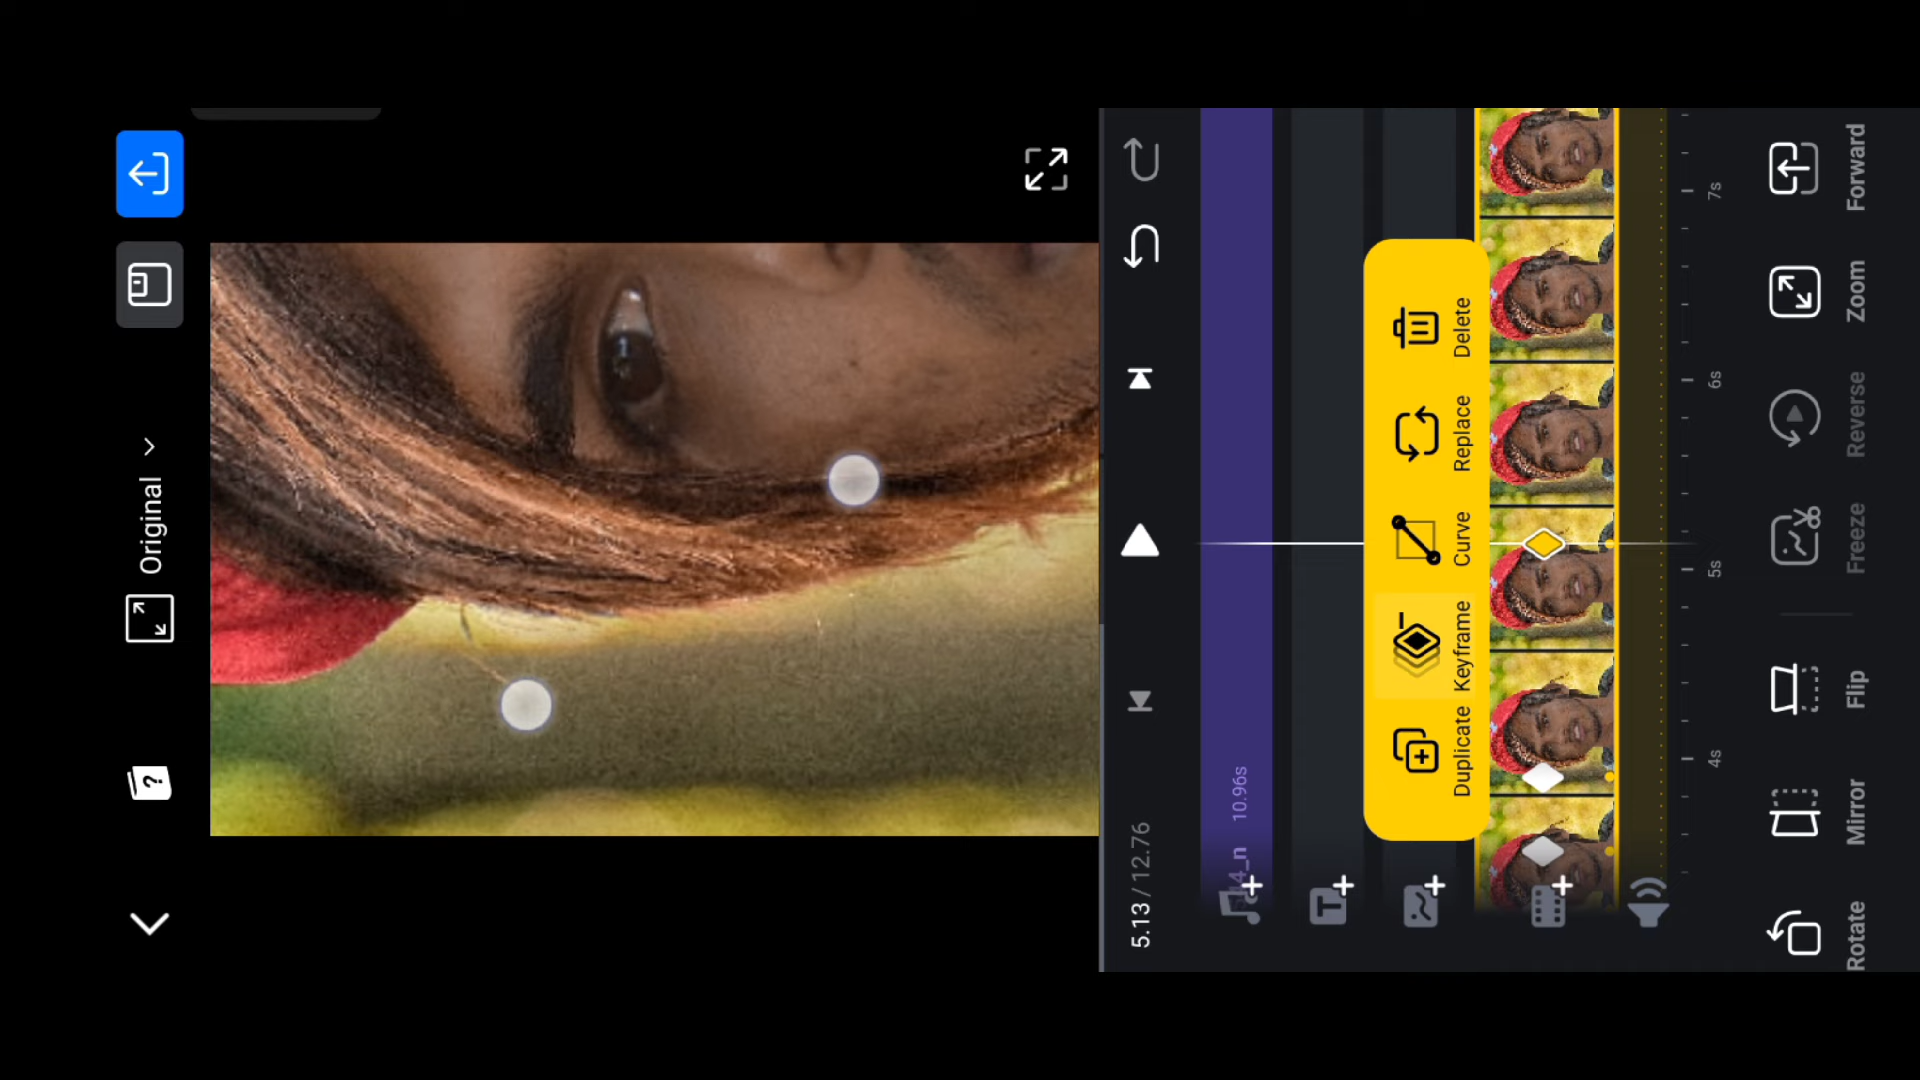 Original
5.13 / 12.76
10.96s
Delete
Replace
Curve
Keyframe
Duplicate
7s
6s
5s
4s
Forward
Zoom
Reverse
Freeze
Flip
Mirror
Rotate